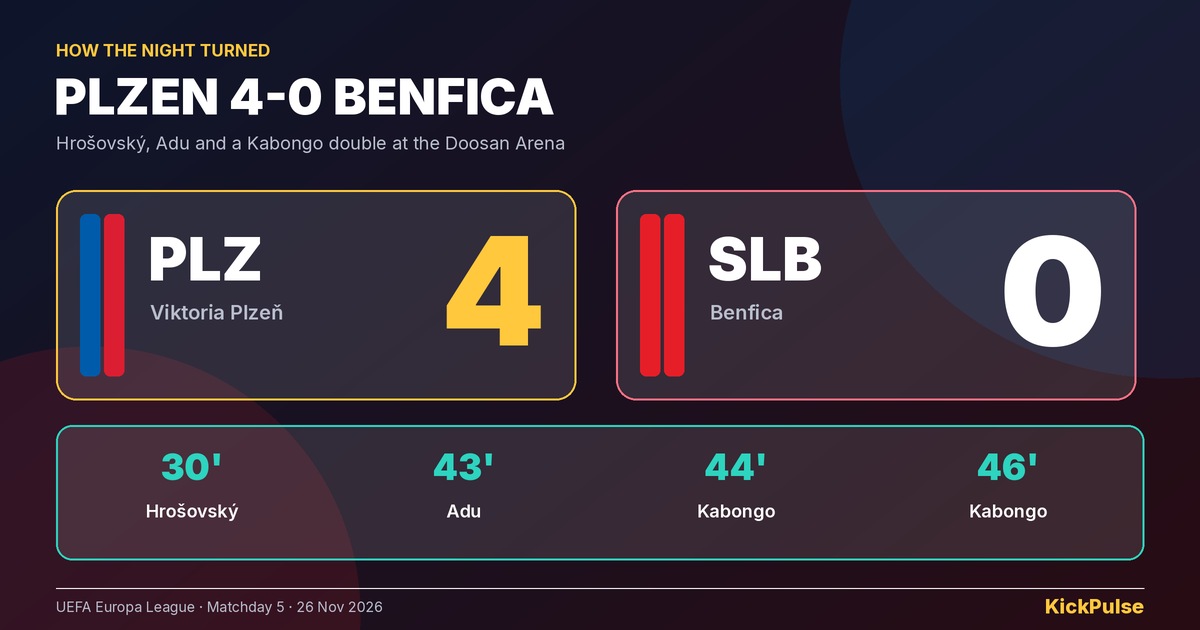 HOW THE NIGHT TURNED
PLZEN 4-0 BENFICA
Hrošovský, Adu and a Kabongo double at the Doosan Arena
PLZ
Viktoria Plzeň
4
SLB
Benfica
0
30'
Hrošovský
43'
Adu
44'
Kabongo
46'
Kabongo
UEFA Europa League · Matchday 5 · 26 Nov 2026
KickPulse